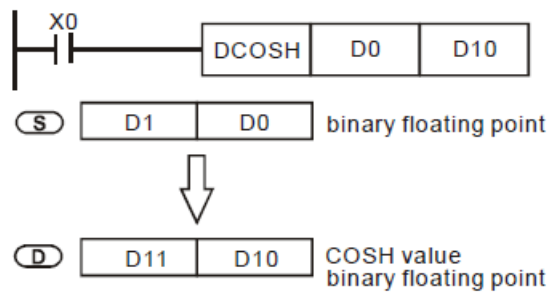 X0
DCOSH D0 D10
S D1 D0 binary floating point
D D11 D10 COSH value
binary floating point